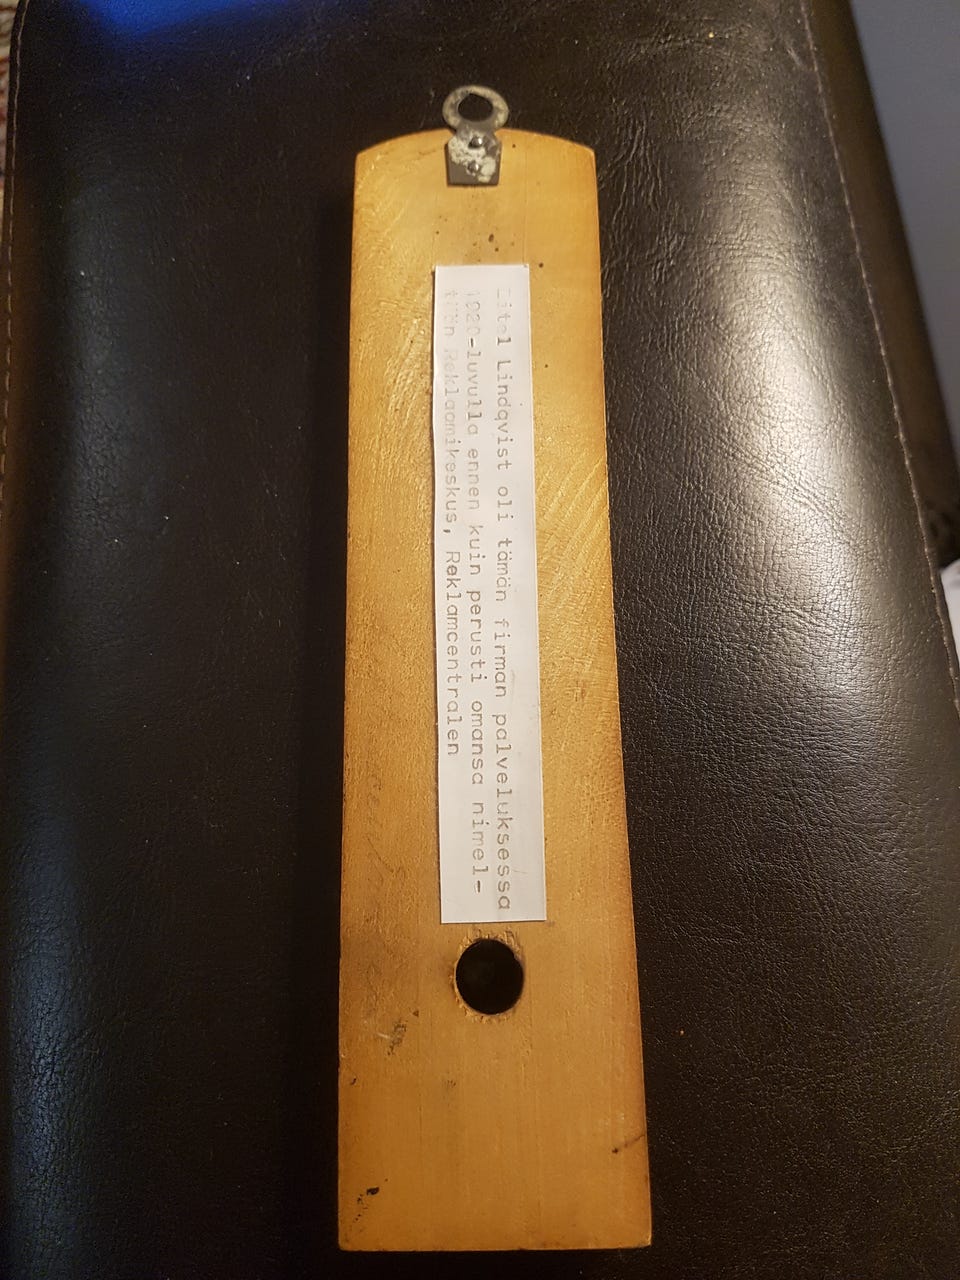 Eitel Lindqvist oli tämän firman palveluksessa
1920-luvulla ennen kuin perusti omansa nimel-
tään Reklaamikeskus, Reklamcentralen